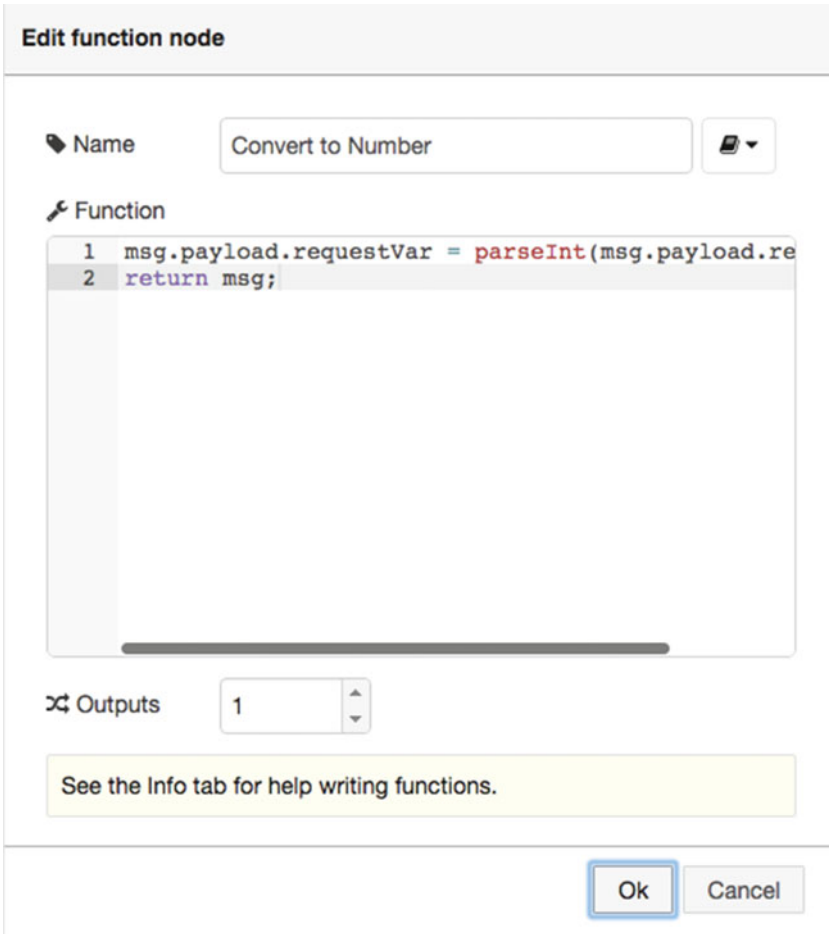 Edit function node
Name
Convert to Number
Function
1 msg.payload.requestVar = parseInt(msg.payload.re
2 return msg;
Outputs
1
See the Info tab for help writing functions.
Ok Cancel